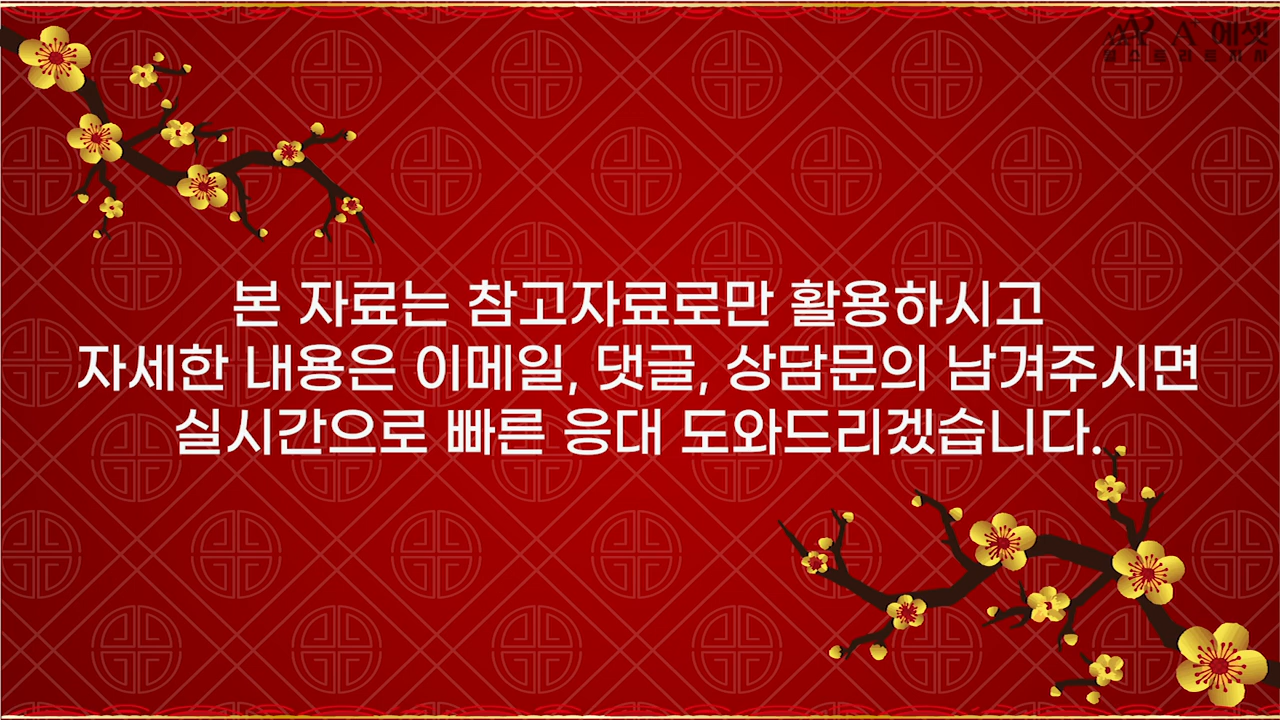 A+ 에셋
본 자료는 참고자료로만 활용하시고
자세한 내용은 이메일, 댓글, 상담문의 남겨주시면
실시간으로 빠른 응대 도와드리겠습니다.